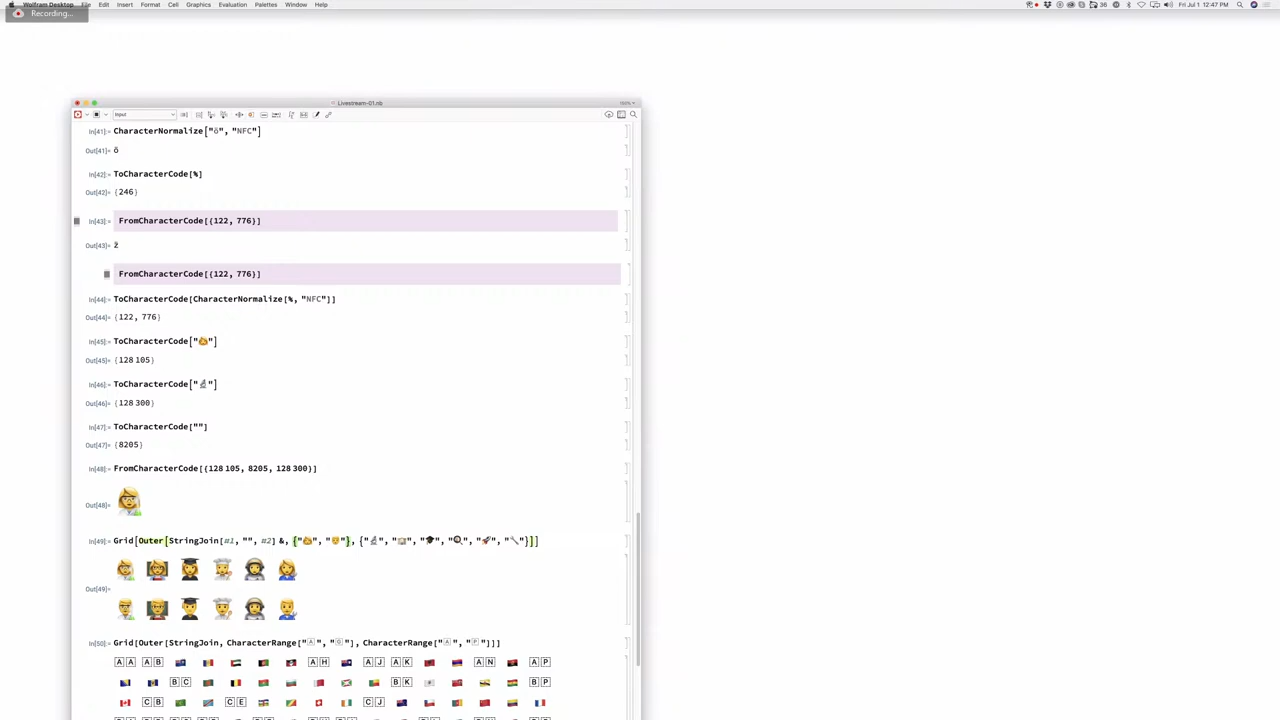 Wolfram Desktop File Edit Insert Format Cell Graphics Evaluation Palettes Window Help
36 Fri Jul 1 12:47 PM
Recording...
Livestream-01.nb
Input
In[41]:= CharacterNormalize["ö", "NFC"]
Out[41]= ö
In[42]:= ToCharacterCode[%]
Out[42]= {246}
In[43]:= FromCharacterCode[{122, 776}]
Out[43]= z̈
FromCharacterCode[{122, 776}]
In[44]:= ToCharacterCode[CharacterNormalize[%, "NFC"]]
Out[44]= {122, 776}
In[45]:= ToCharacterCode["👩"]
Out[45]= {128 105}
In[46]:= ToCharacterCode["🔬"]
Out[46]= {128 300}
In[47]:= ToCharacterCode[""]
Out[47]= {8205}
In[48]:= FromCharacterCode[{128 105, 8205, 128 300}]
Out[48]=
In[49]:= Grid[Outer[StringJoin[#1, "", #2] &, {"👩", "👨"}, {"🔬", "🏫", "🎓", "🍳", "🚀", "🔧"}]]
Out[49]=
In[50]:= Grid[Outer[StringJoin, CharacterRange["🇦", "🇬"], CharacterRange["🇦", "🇵"]]]
A A A B A H A J A K A N A P
B C B K B P
C B C E C J